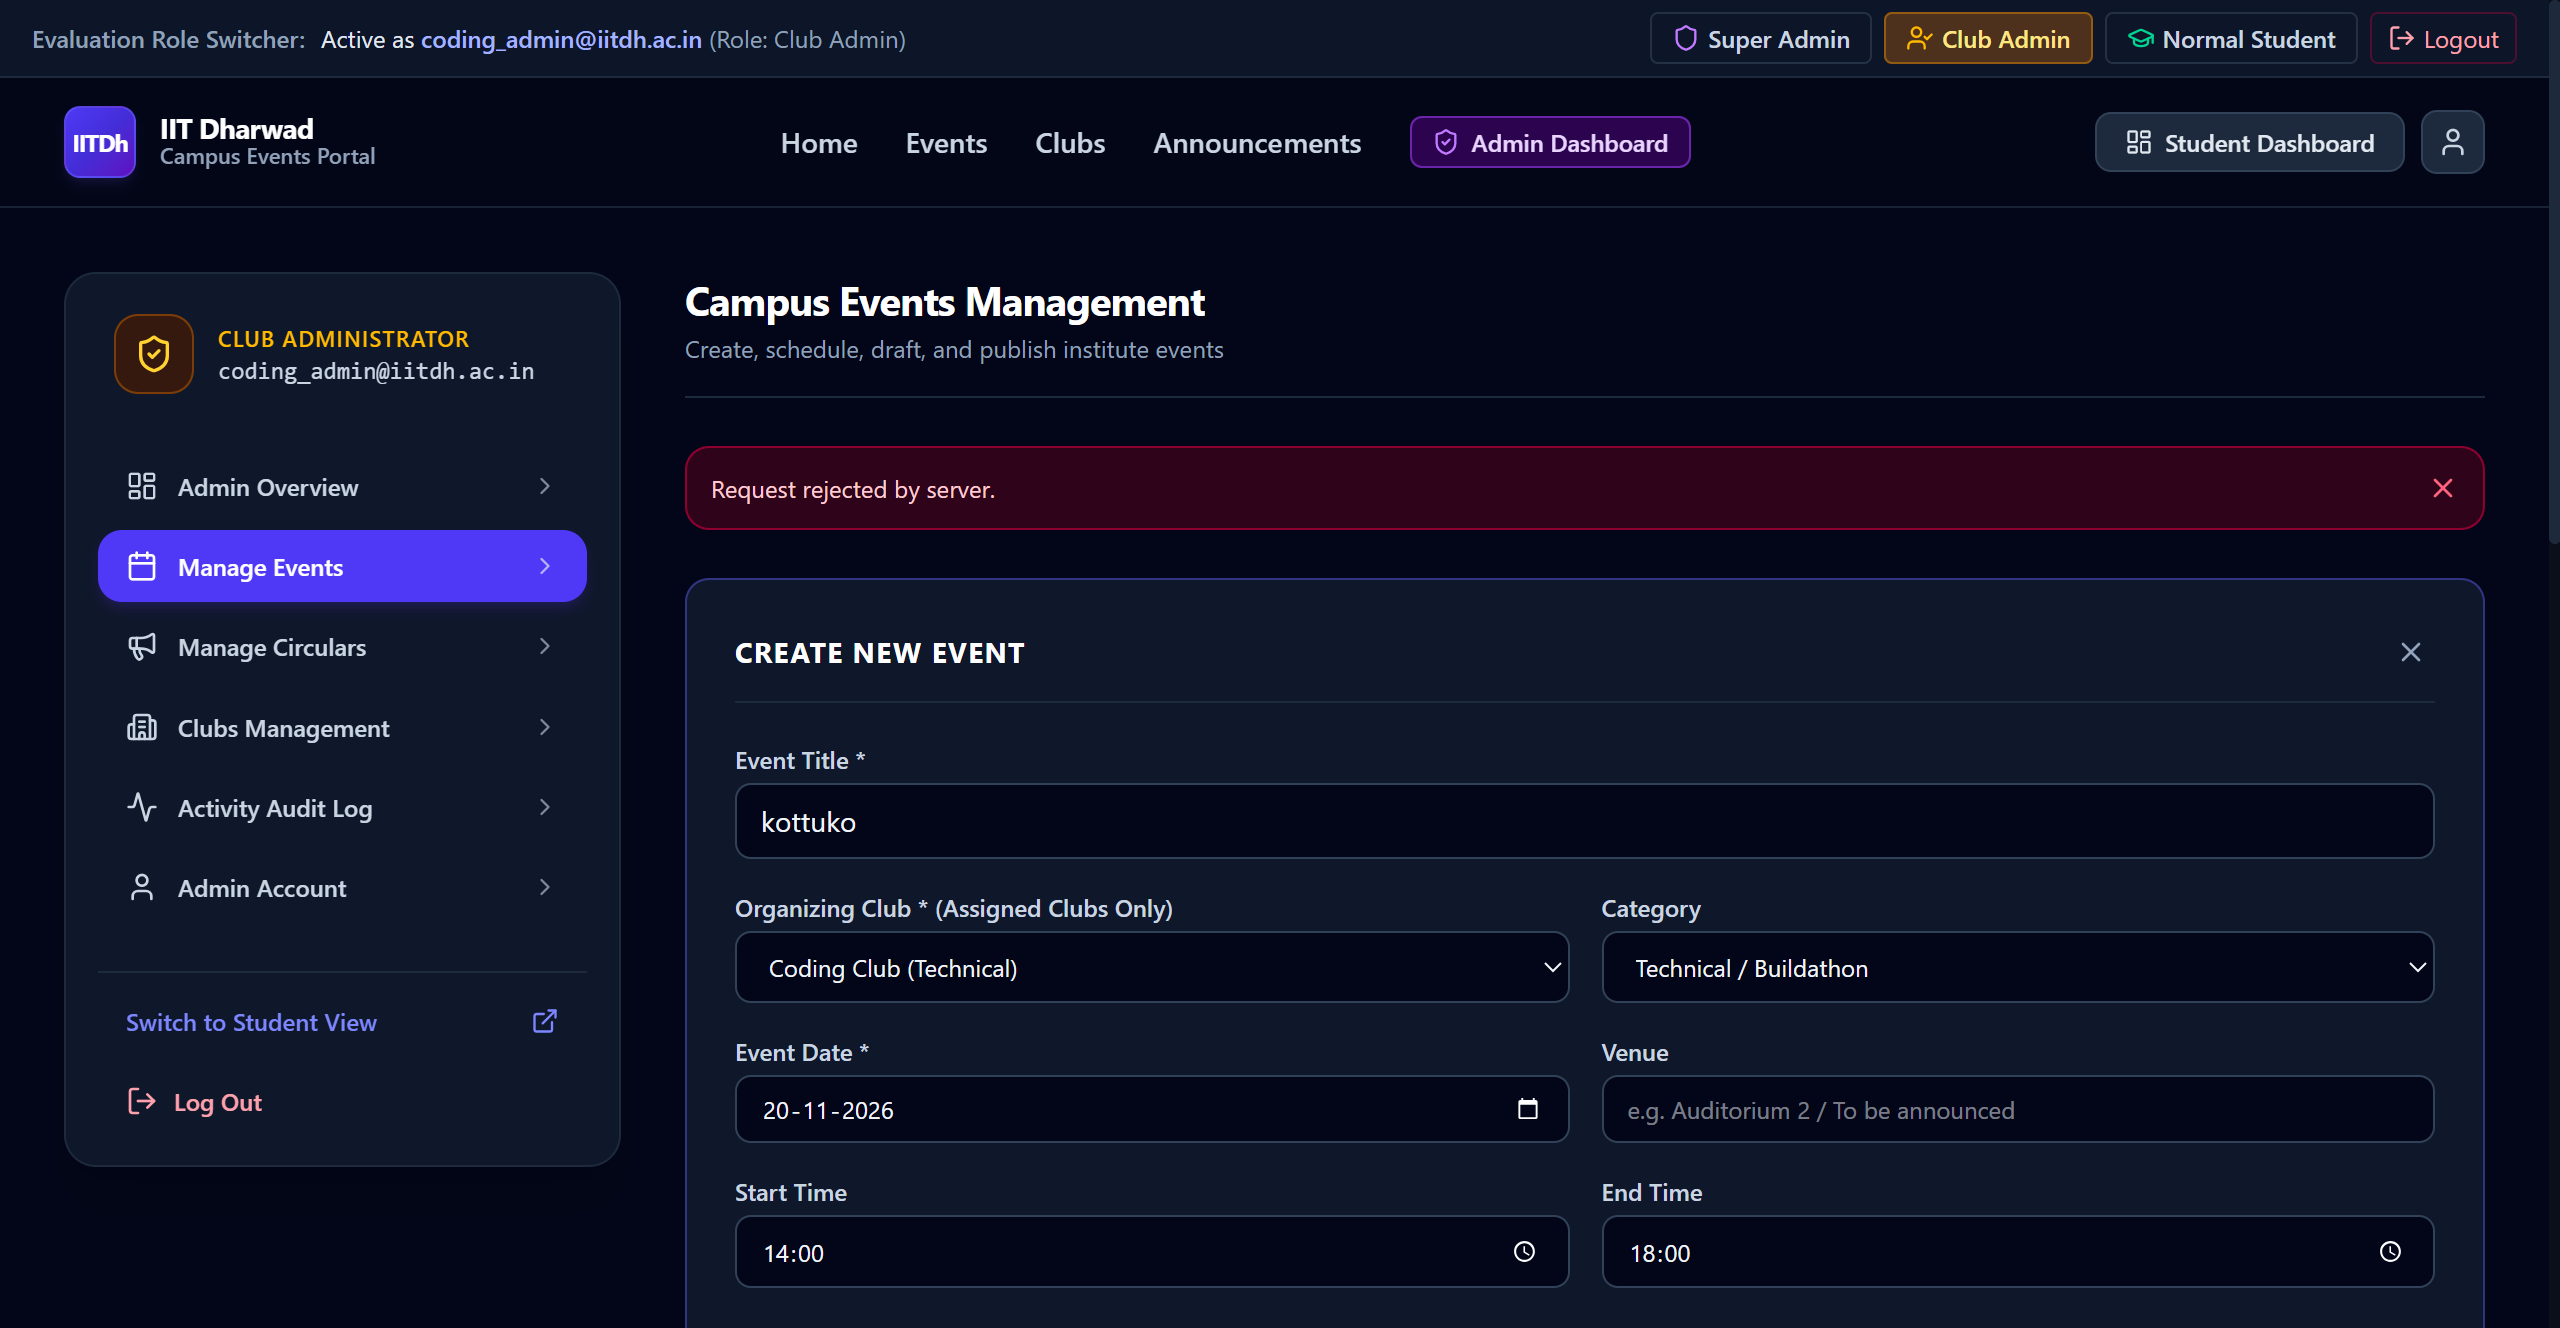 Evaluation Role Switcher: Active as coding_admin@iitdh.ac.in (Role: Club Admin)
Super Admin
Club Admin
Normal Student
Logout
IITDh
IIT Dharwad
Campus Events Portal
Home
Events
Clubs
Announcements
Admin Dashboard
Student Dashboard
CLUB ADMINISTRATOR
coding_admin@iitdh.ac.in
Admin Overview
Manage Events
Manage Circulars
Clubs Management
Activity Audit Log
Admin Account
Switch to Student View
Log Out
Campus Events Management
Create, schedule, draft, and publish institute events
Request rejected by server.
CREATE NEW EVENT
Event Title *
kottuko
Organizing Club * (Assigned Clubs Only)
Coding Club (Technical)
Category
Technical / Buildathon
Event Date *
20-11-2026
Venue
e.g. Auditorium 2 / To be announced
Start Time
14:00
End Time
18:00